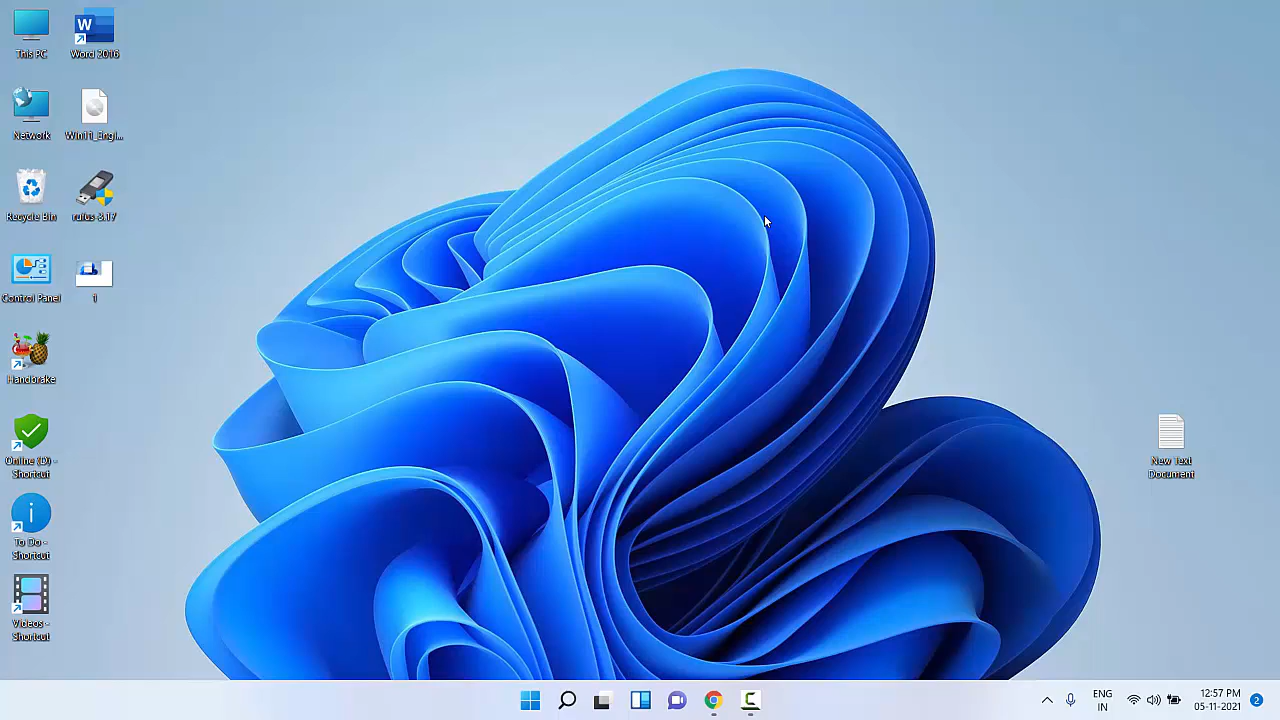 This PC
Word 2016
Network
Win11_Engl...
Recycle Bin
rufus-3.17
Control Panel
1
Handbrake
Online (D) -
Shortcut
To Do -
Shortcut
Videos -
Shortcut
New Text
Document
ENG
IN
12:57 PM
05-11-2021
2